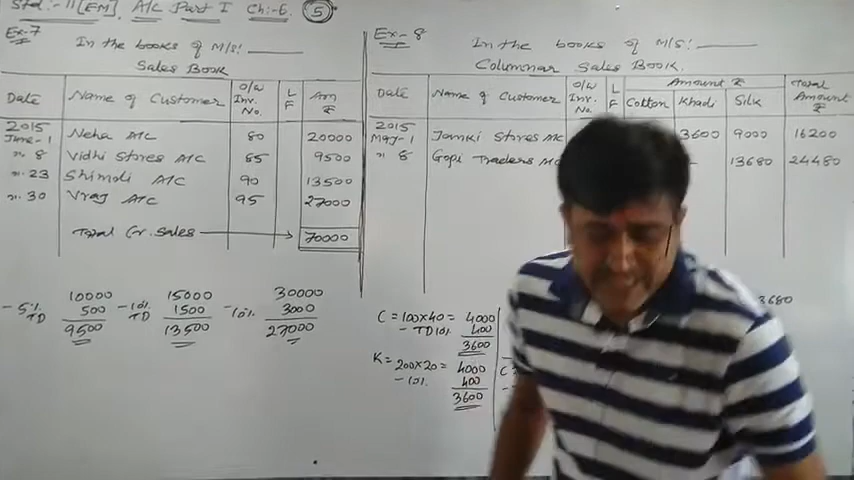 Std:- 11 [EM]. A/C Part I Ch:-6. 5
Ex-7
In the books of M/S: ______
Sales Book
Date Name of Customer O/W Inv. No. L F Am ₹
2015
June-1 Neha A/C 80 20000
" 8 Vidhi Stores A/C 85 9500
" 23 Shimoli A/C 90 13500
" 30 Vraj A/C 95 27000
Total Cr. Sales 70000
- 5% TD 10000 500 9500
- 10% TD 15000 1500 13500
- 10% 30000 3000 27000
Ex-8
In the books of M/S: ______
Columnar Sales Book.
Date Name of Customer O/W Inv. No. L F Amount ₹ Total Amount ₹
Cotton Khadi Silk
2015
May-1 Jamki Stores A/C 3600 9000 16200
" 8 Gopi Traders 13680 24480
C = 100×40 = 4000
- TD 10% 400
3600
K = 200×20 = 4000
- 10% 400
3600
3680